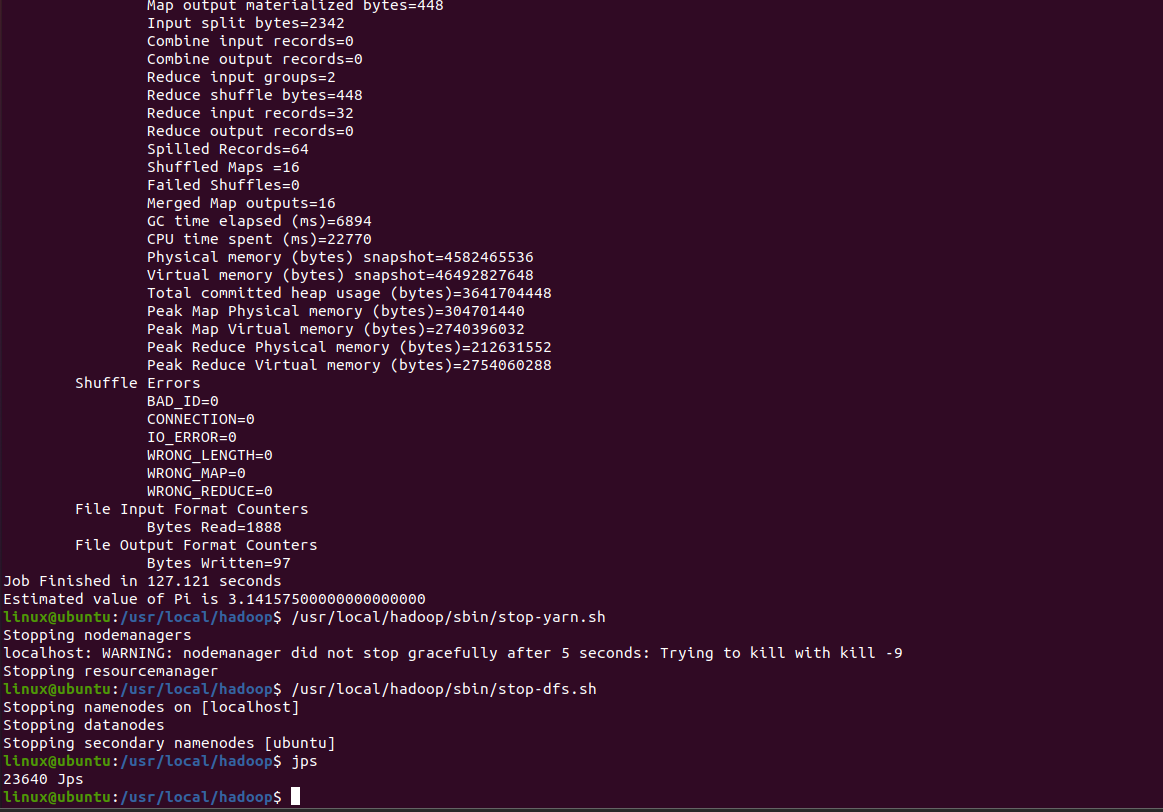 Map output materialized bytes=448
Input split bytes=2342
Combine input records=0
Combine output records=0
Reduce input groups=2
Reduce shuffle bytes=448
Reduce input records=32
Reduce output records=0
Spilled Records=64
Shuffled Maps =16
Failed Shuffles=0
Merged Map outputs=16
GC time elapsed (ms)=6894
CPU time spent (ms)=22770
Physical memory (bytes) snapshot=4582465536
Virtual memory (bytes) snapshot=46492827648
Total committed heap usage (bytes)=3641704448
Peak Map Physical memory (bytes)=304701440
Peak Map Virtual memory (bytes)=2740396032
Peak Reduce Physical memory (bytes)=212631552
Peak Reduce Virtual memory (bytes)=2754060288
Shuffle Errors
BAD_ID=0
CONNECTION=0
IO_ERROR=0
WRONG_LENGTH=0
WRONG_MAP=0
WRONG_REDUCE=0
File Input Format Counters
Bytes Read=1888
File Output Format Counters
Bytes Written=97
Job Finished in 127.121 seconds
Estimated value of Pi is 3.14157500000000000000
linux@ubuntu:/usr/local/hadoop$ /usr/local/hadoop/sbin/stop-yarn.sh
Stopping nodemanagers
localhost: WARNING: nodemanager did not stop gracefully after 5 seconds: Trying to kill with kill -9
Stopping resourcemanager
linux@ubuntu:/usr/local/hadoop$ /usr/local/hadoop/sbin/stop-dfs.sh
Stopping namenodes on [localhost]
Stopping datanodes
Stopping secondary namenodes [ubuntu]
linux@ubuntu:/usr/local/hadoop$ jps
23640 Jps
linux@ubuntu:/usr/local/hadoop$